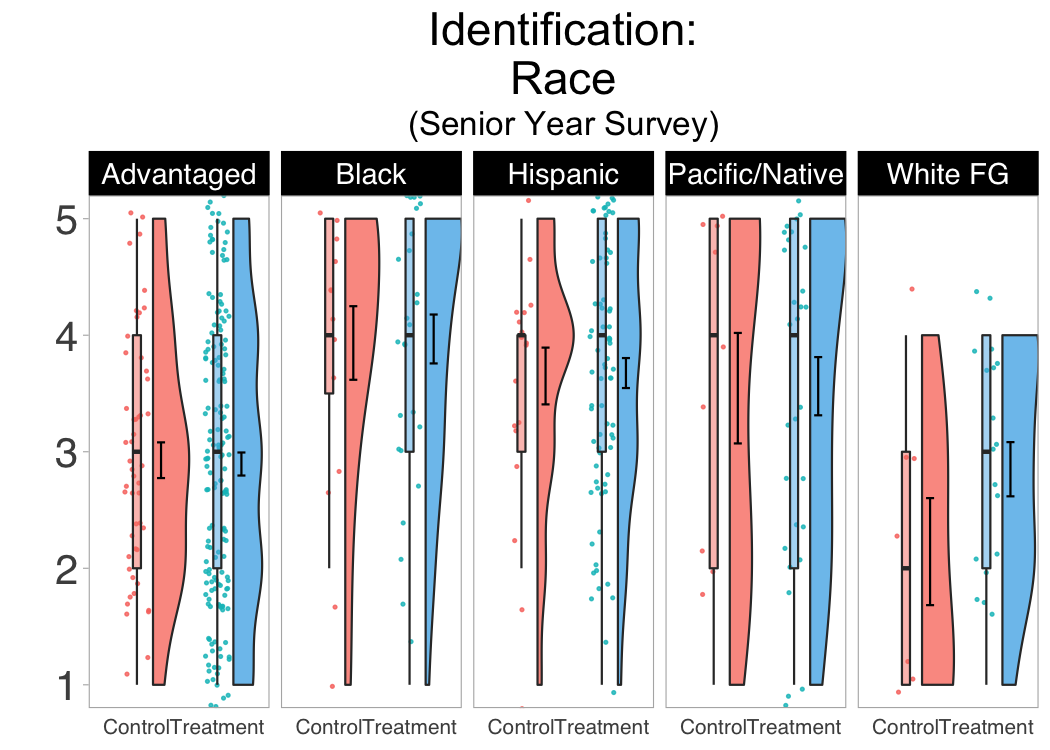 Identification:
Race
(Senior Year Survey)
Advantaged Black Hispanic Pacific/Native White FG
5
4
3
2
1
ControlTreatment ControlTreatment ControlTreatment ControlTreatment ControlTreatment